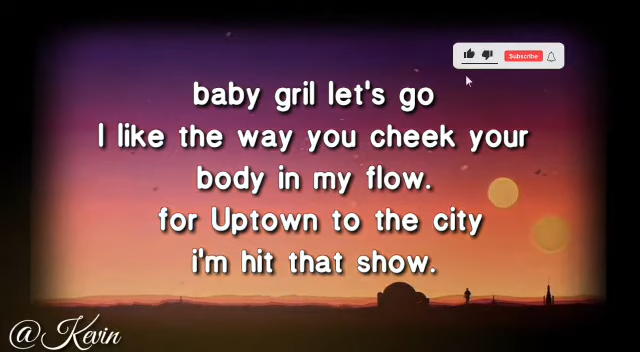 Subscribe
baby gril let's go
I like the way you cheek your
body in my flow.
for Uptown to the city
i'm hit that show.
@Kevin